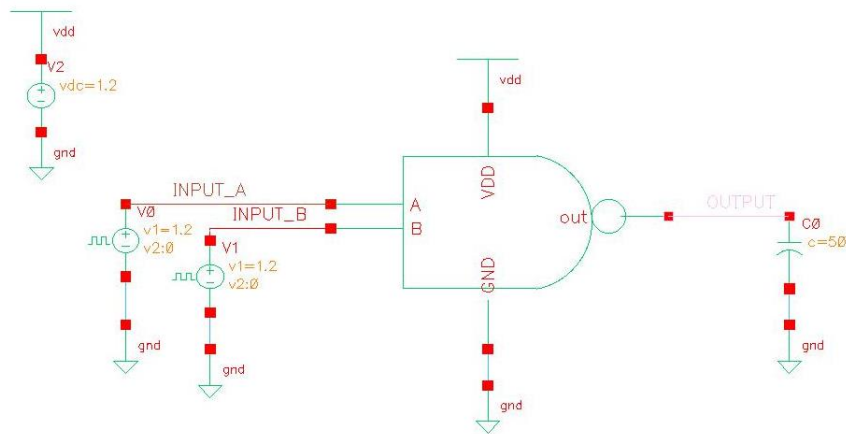 vdd
V2
vdc=1.2
gnd
vdd
INPUT_A
V0
v1=1.2
v2:0
gnd
INPUT_B
V1
v1=1.2
v2:0
gnd
A
B
VDD
GND
out
gnd
OUTPUT
C0
c=50
gnd